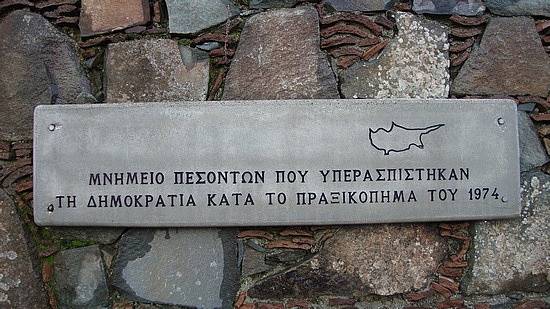 ΜΝΗΜΕΙΟ ΠΕΣΟΝΤΩΝ ΠΟΥ ΥΠΕΡΑΣΠΙΣΤΗΚΑΝ
ΤΗ ΔΗΜΟΚΡΑΤΙΑ ΚΑΤΑ ΤΟ ΠΡΑΞΙΚΟΠΗΜΑ ΤΟΥ 1974